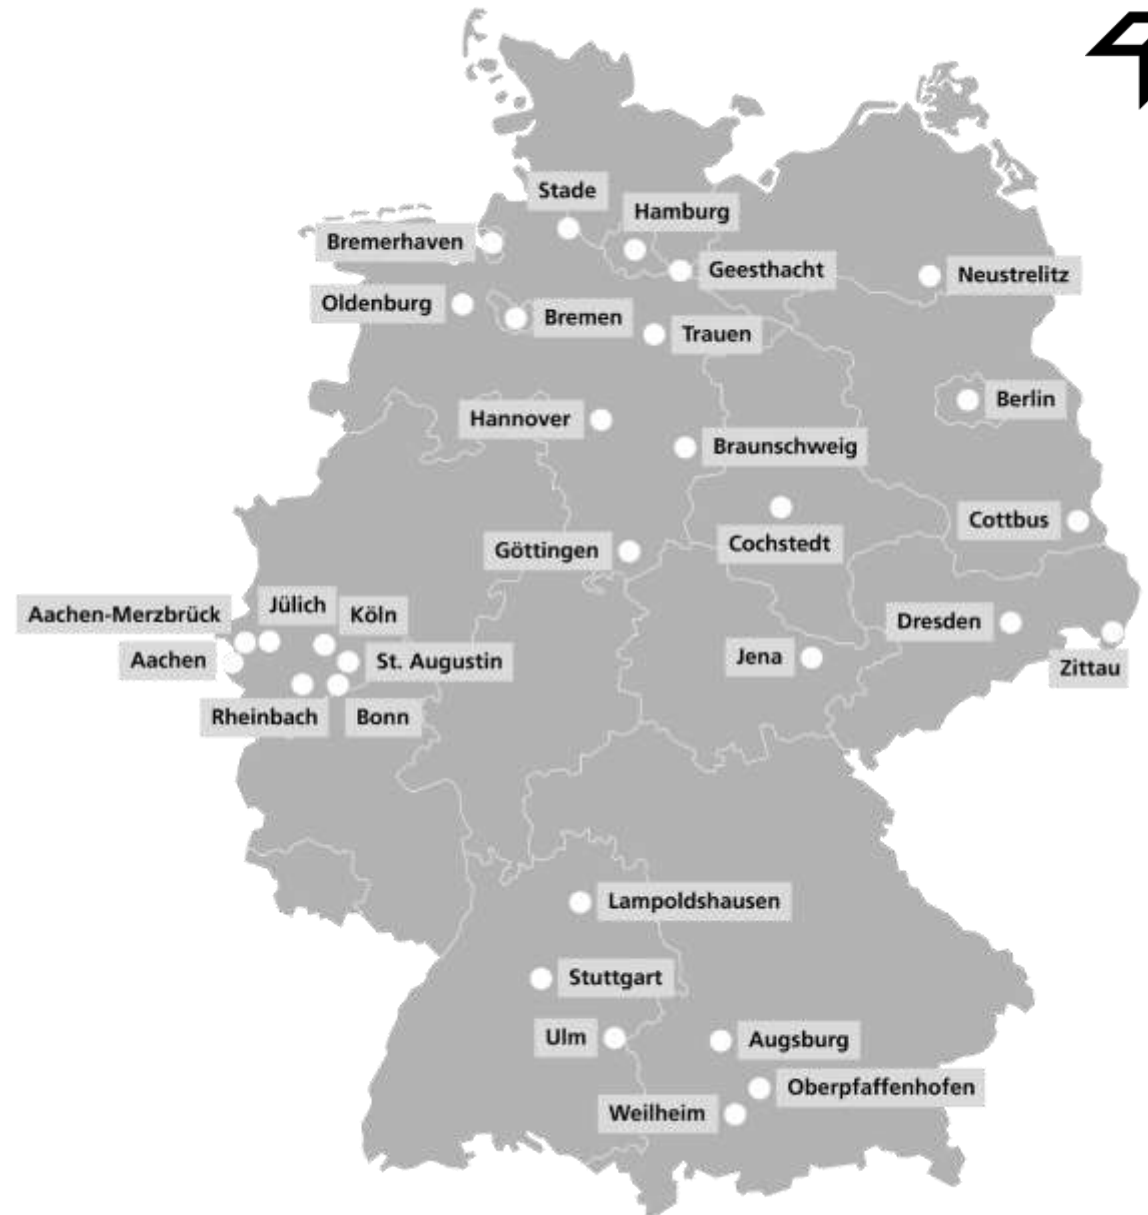 Stade
Hamburg
Bremerhaven
Geesthacht
Neustrelitz
Oldenburg
Bremen
Trauen
Berlin
Hannover
Braunschweig
Cottbus
Cochstedt
Göttingen
Jülich
Aachen-Merzbrück
Köln
Dresden
Jena
Aachen
St. Augustin
Zittau
Rheinbach
Bonn
Lampoldshausen
Stuttgart
Ulm
Augsburg
Oberpfaffenhofen
Weilheim